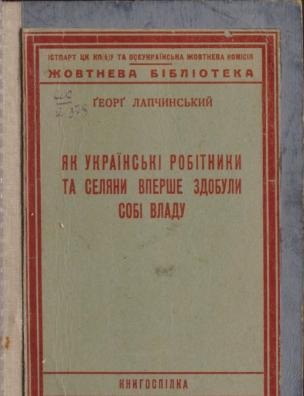 ІСТПАРТ ЦК КП(б)У ТА ВСЕУКРАЇНСЬКА ЖОВТНЕВА КОМІСІЯ
ЖОВТНЕВА БІБЛІОТЕКА
ҐЕОРҐ ЛАПЧИНСЬКИЙ
ЯК УКРАЇНСЬКІ РОБІТНИКИ
ТА СЕЛЯНИ ВПЕРШЕ ЗДОБУЛИ
СОБІ ВЛАДУ
КНИГОСПІЛКА